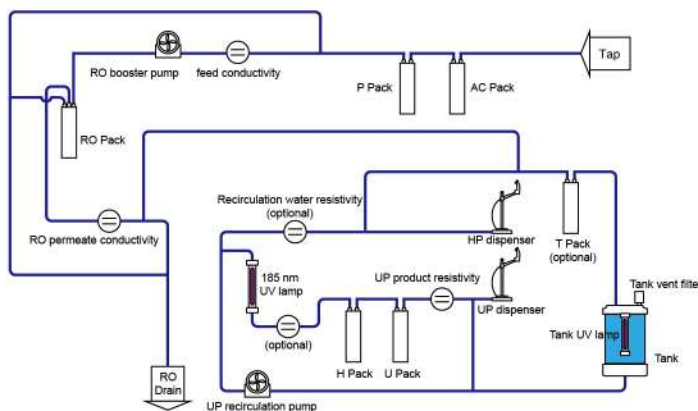 Tap
RO booster pump
feed conductivity
P Pack
AC Pack
RO Pack
Recirculation water resistivity
(optional)
HP dispenser
T Pack
(optional)
RO permeate conductivity
185 nm
UV lamp
UP product resistivity
UP dispenser
Tank vent filte
(optional)
Tank UV lamp
H Pack
U Pack
Tank
RO
Drain
UP recirculation pump